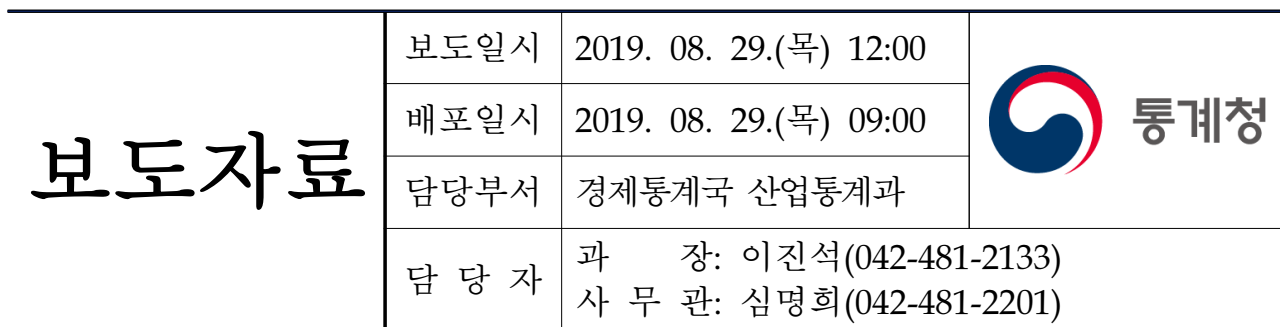 보도자료
보도일시 2019. 08. 29.(목) 12:00
배포일시 2019. 08. 29.(목) 09:00
담당부서 경제통계국 산업통계과
담 당 자 과 장: 이진석(042-481-2133)
사 무 관: 심명희(042-481-2201)
통계청